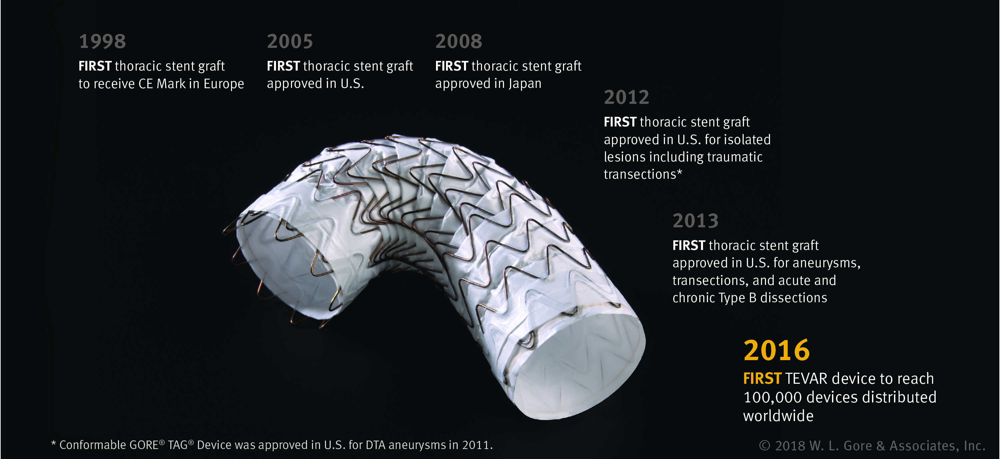 1998
FIRST thoracic stent graft
to receive CE Mark in Europe
2005
FIRST thoracic stent graft
approved in U.S.
2008
FIRST thoracic stent graft
approved in Japan
2012
FIRST thoracic stent graft
approved in U.S. for isolated
lesions including traumatic
transections*
2013
FIRST thoracic stent graft
approved in U.S. for aneurysms,
transections, and acute and
chronic Type B dissections
2016
FIRST TEVAR device to reach
100,000 devices distributed
worldwide
* Conformable GORE® TAG® Device was approved in U.S. for DTA aneurysms in 2011.
© 2018 W. L. Gore & Associates, Inc.